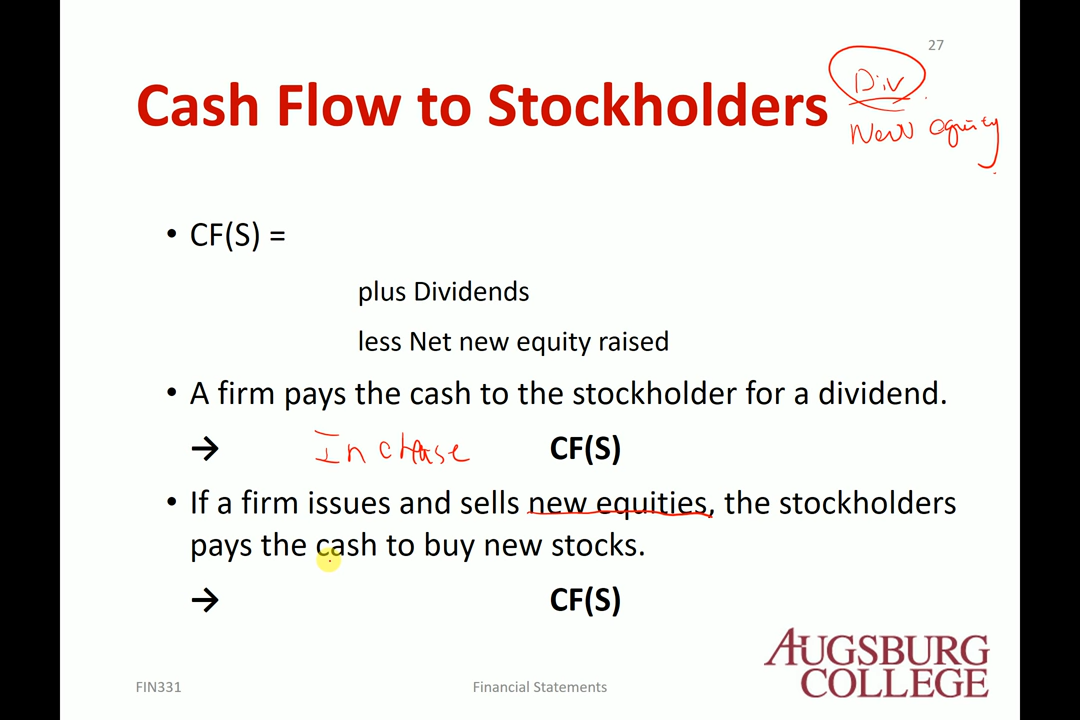 27
Div
Cash Flow to Stockholders
New equity
• CF(S) =
plus Dividends
less Net new equity raised
• A firm pays the cash to the stockholder for a dividend.
→ Increase CF(S)
• If a firm issues and sells new equities, the stockholders
pays the cash to buy new stocks.
→ CF(S)
AUGSBURG
COLLEGE
FIN331 Financial Statements